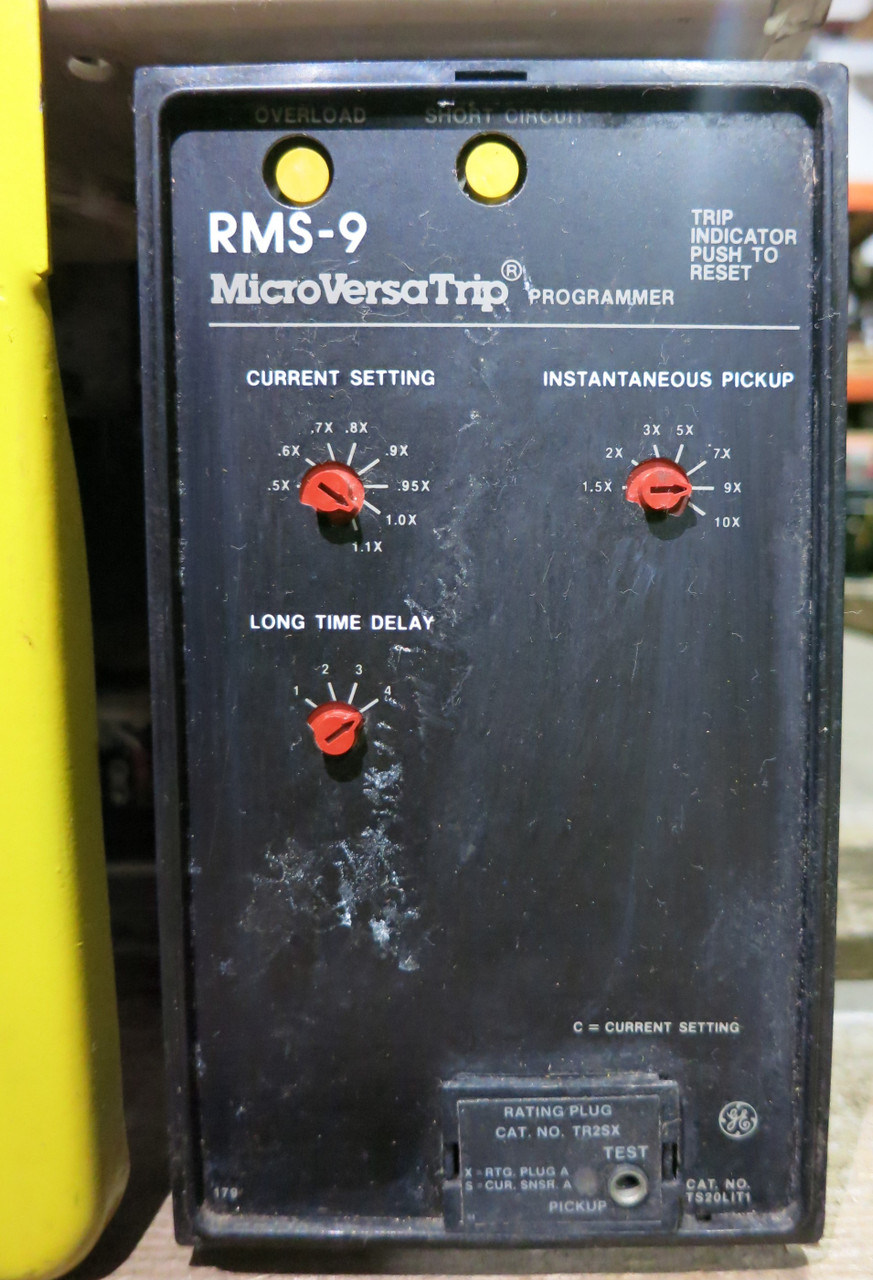 OVERLOAD SHORT CIRCUIT
RMS-9
TRIP
INDICATOR
PUSH TO
RESET
MicroVersaTrip® PROGRAMMER
CURRENT SETTING
.5X .6X .7X .8X .9X .95X 1.0X 1.1X
INSTANTANEOUS PICKUP
1.5X 2X 3X 5X 7X 9X 10X
LONG TIME DELAY
1 2 3 4
C = CURRENT SETTING
RATING PLUG
CAT. NO. TR2SX
TEST
X = RTG. PLUG A
S = CUR. SNSR. A
PICKUP
GE
CAT. NO.
TS20LIT1
179